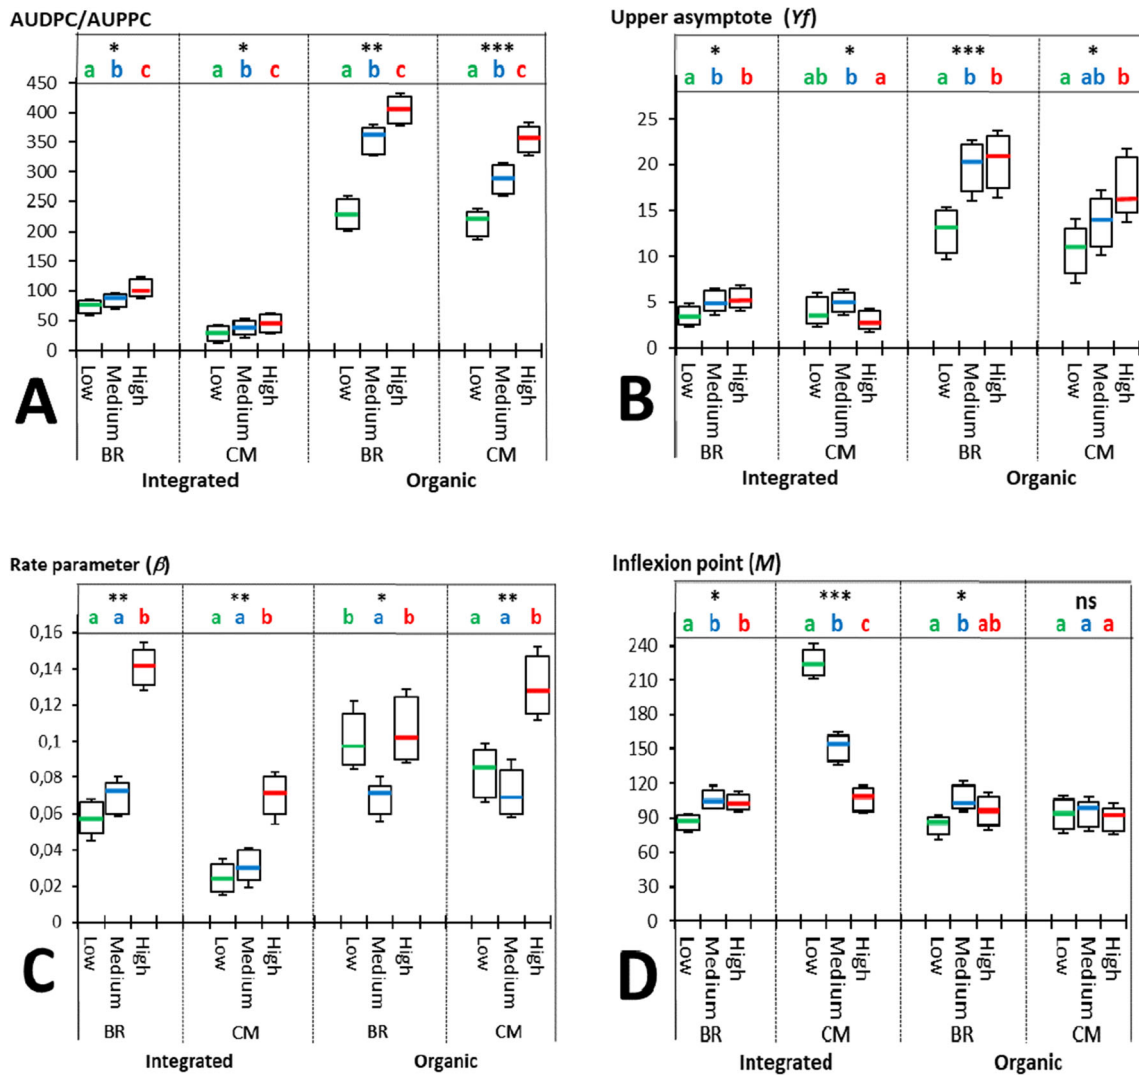 AUDPC/AUPPC
* * ** ***
a b c a b c a b c a b c
450
400
350
300
250
200
150
100
50
0
Low Medium High Low Medium High Low Medium High Low Medium High
BR CM BR CM
Integrated Organic
A
Upper asymptote (Yf)
* * *** *
a b b ab b a a b b a ab b
25
20
15
10
5
0
Low Medium High Low Medium High Low Medium High Low Medium High
BR CM BR CM
Integrated Organic
B
Rate parameter (β)
** ** * **
a a b a a b b a b a a b
0,16
0,14
0,12
0,1
0,08
0,06
0,04
0,02
0
Low Medium High Low Medium High Low Medium High Low Medium High
BR CM BR CM
Integrated Organic
C
Inflexion point (M)
* *** * ns
a b b a b c a b ab a a a
240
210
180
150
120
90
60
30
0
Low Medium High Low Medium High Low Medium High Low Medium High
BR CM BR CM
Integrated Organic
D